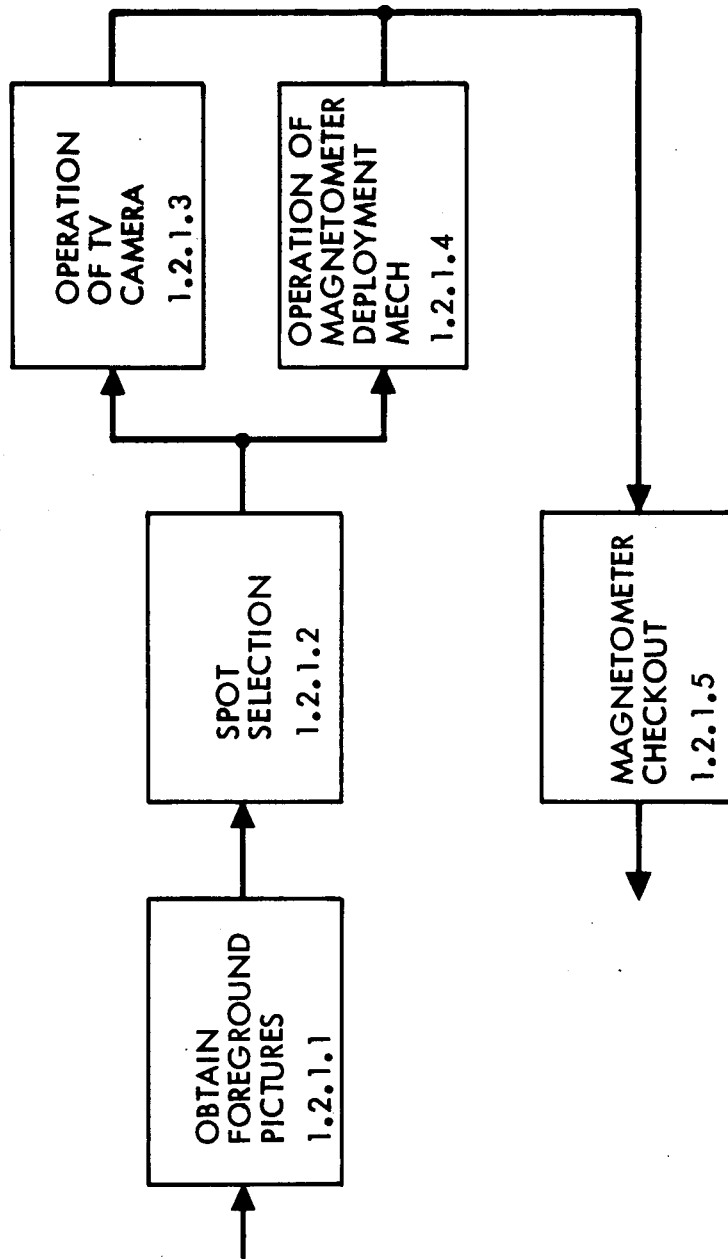 OBTAIN
FOREGROUND
PICTURES
1.2.1.1
SPOT
SELECTION
1.2.1.2
OPERATION
OF TV
CAMERA
1.2.1.3
OPERATION OF
MAGNETOMETER
DEPLOYMENT
MECH
1.2.1.4
MAGNETOMETER
CHECKOUT
1.2.1.5